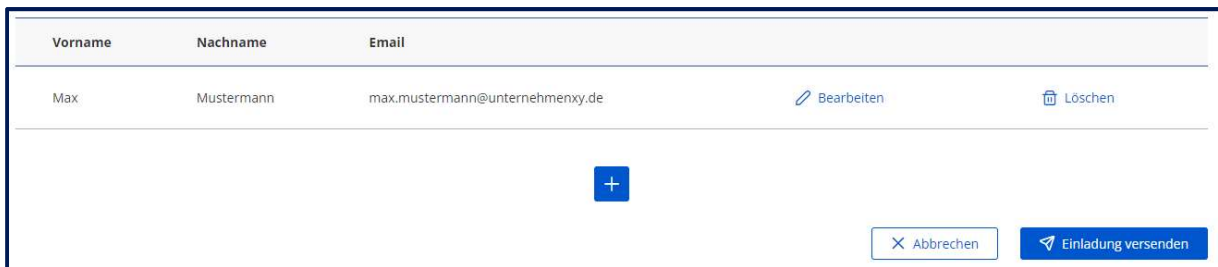 Vorname Nachname Email
Max Mustermann max.mustermann@unternehmenxy.de Bearbeiten Löschen
+
Abbrechen Einladung versenden